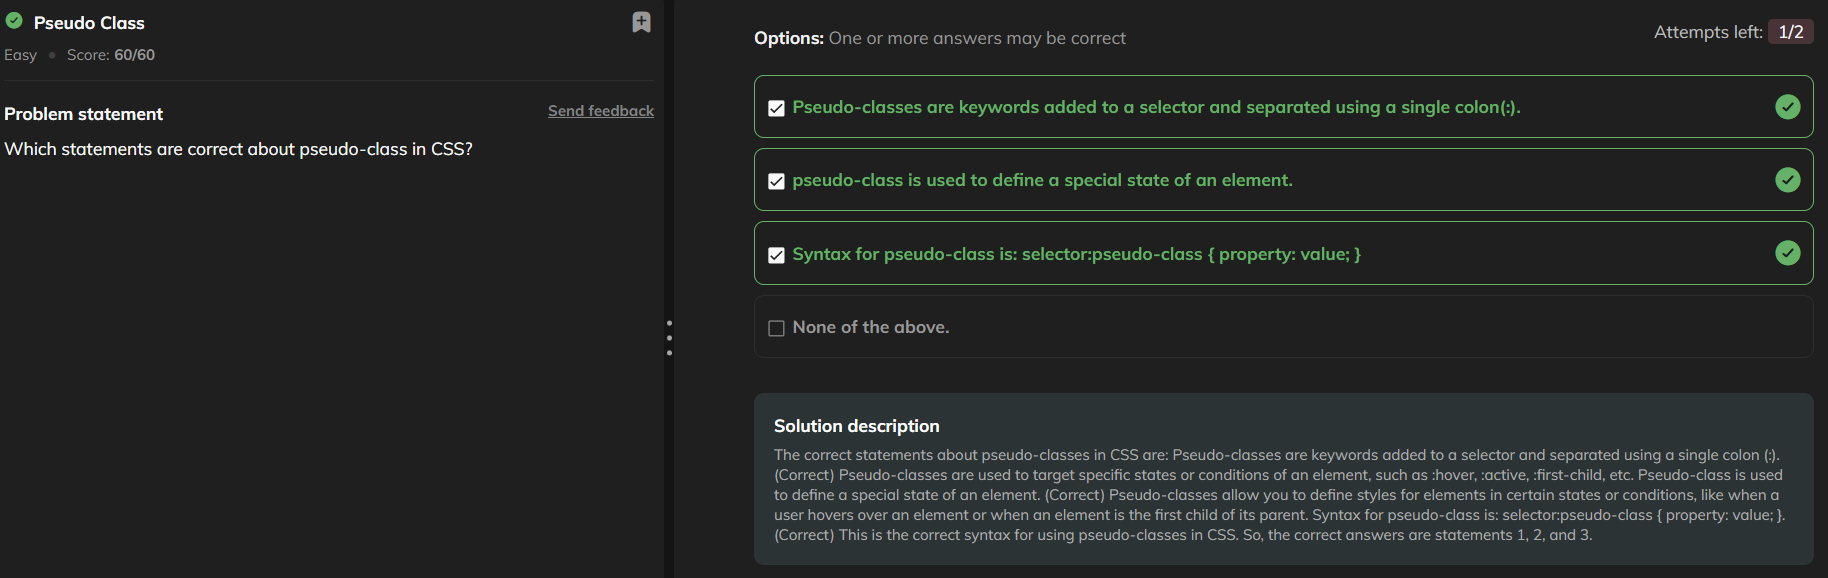 Pseudo Class
Easy • Score: 60/60
Problem statement
Send feedback
Which statements are correct about pseudo-class in CSS?
Options: One or more answers may be correct
Attempts left: 1/2
Pseudo-classes are keywords added to a selector and separated using a single colon(:).
pseudo-class is used to define a special state of an element.
Syntax for pseudo-class is: selector:pseudo-class { property: value; }
None of the above.
Solution description
The correct statements about pseudo-classes in CSS are: Pseudo-classes are keywords added to a selector and separated using a single colon (:).
(Correct) Pseudo-classes are used to target specific states or conditions of an element, such as :hover, :active, :first-child, etc. Pseudo-class is used
to define a special state of an element. (Correct) Pseudo-classes allow you to define styles for elements in certain states or conditions, like when a
user hovers over an element or when an element is the first child of its parent. Syntax for pseudo-class is: selector:pseudo-class { property: value; }.
(Correct) This is the correct syntax for using pseudo-classes in CSS. So, the correct answers are statements 1, 2, and 3.